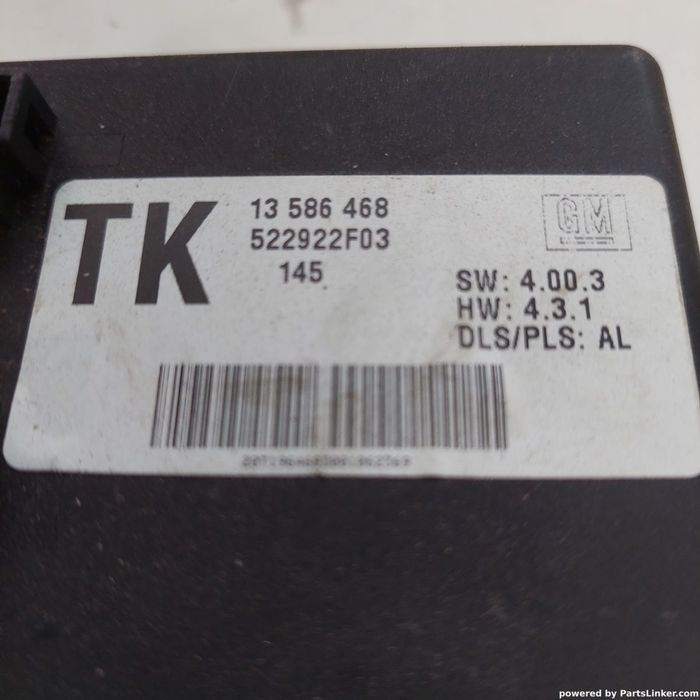 TK
13 586 468
522922F03
145
GM
SW: 4.00.3
HW: 4.3.1
DLS/PLS: AL
powered by PartsLinker.com